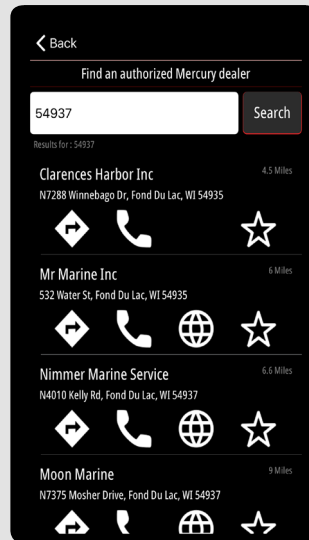 Back
Find an authorized Mercury dealer
54937
Search
Results for : 54937
Clarences Harbor Inc
4.5 Miles
N7288 Winnebago Dr, Fond Du Lac, WI 54935
Mr Marine Inc
6 Miles
532 Water St, Fond Du Lac, WI 54935
Nimmer Marine Service
6.6 Miles
N4010 Kelly Rd, Fond Du Lac, WI 54937
Moon Marine
9 Miles
N7375 Mosher Drive, Fond Du Lac, WI 54937